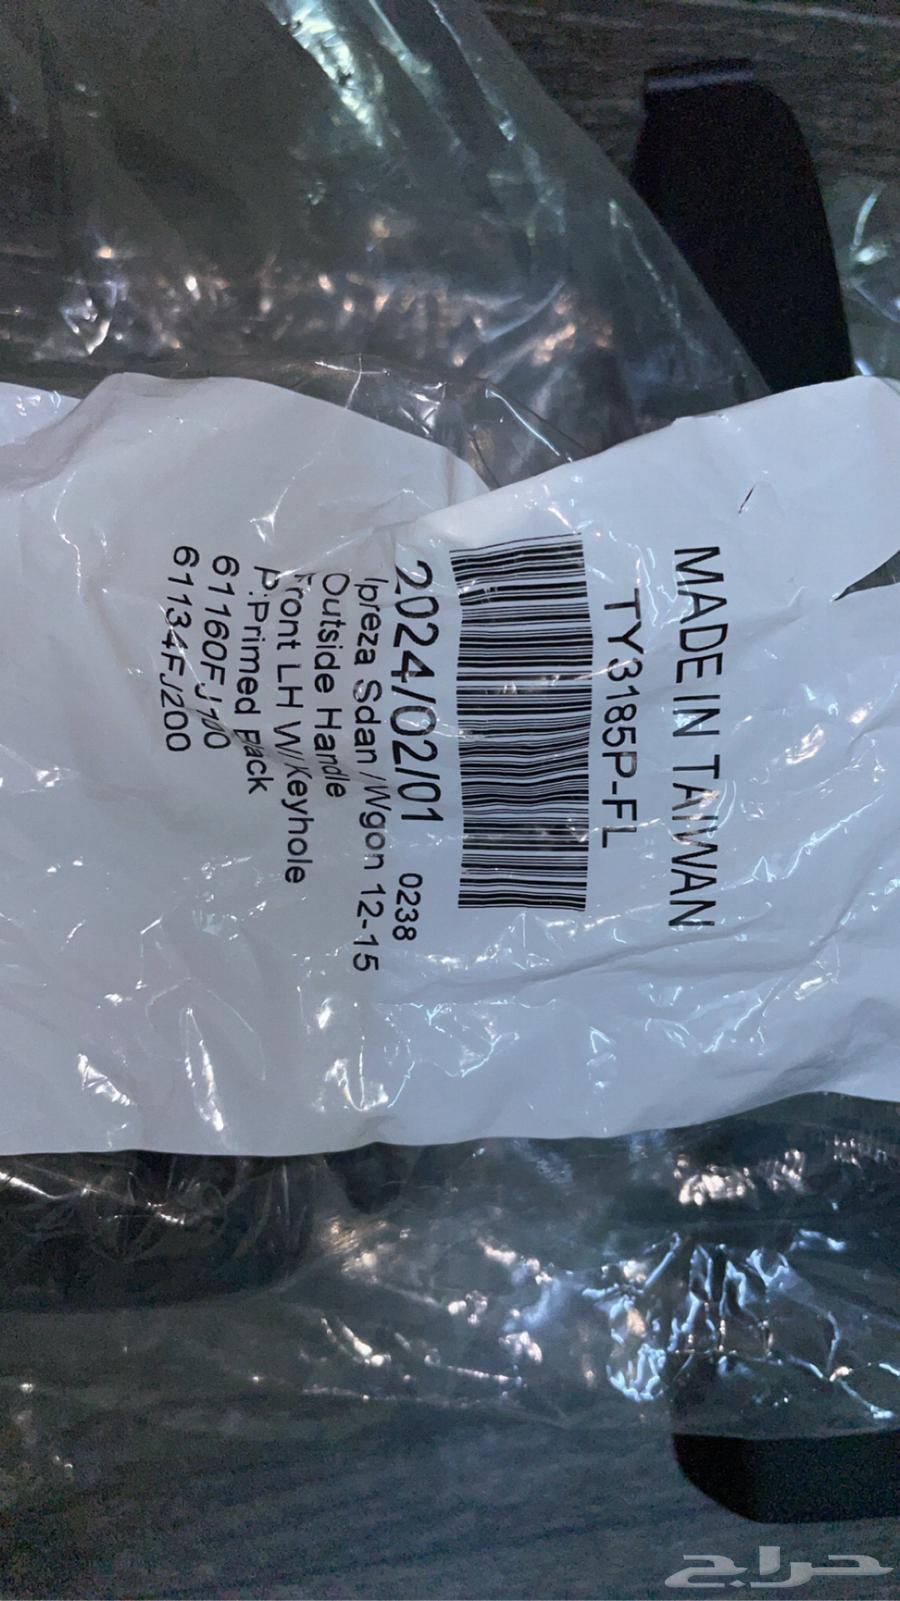 MADE IN TAIWAN
TY3185P-FL
2024/02/01 0238
Ipreza Sdan /Wgon 12-15
Outside Handle
Front LH W/Keyhole
P:Primed Black
61160FJ100
61134FJ200
حراج